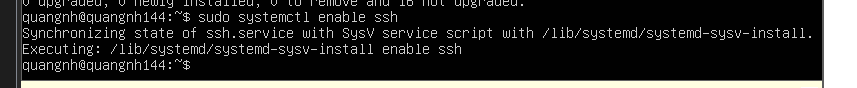 0 upgraded, 0 newly installed, 0 to remove and 16 not upgraded.
quangnh@quangnh144:~$ sudo systemctl enable ssh
Synchronizing state of ssh.service with SysV service script with /lib/systemd/systemd-sysv-install.
Executing: /lib/systemd/systemd-sysv-install enable ssh
quangnh@quangnh144:~$